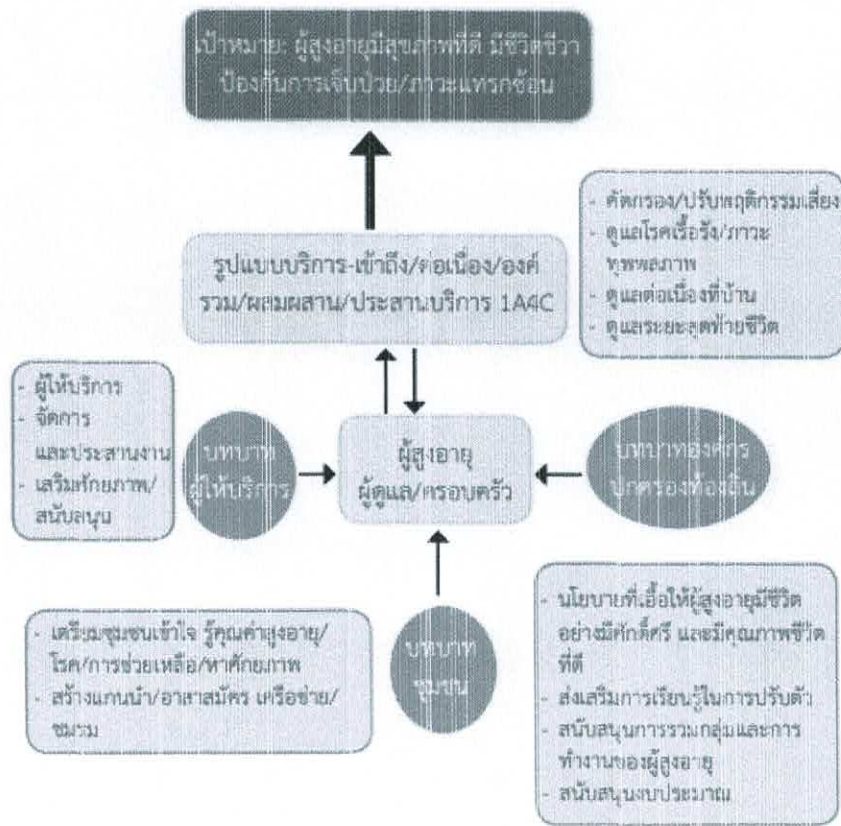 เป้าหมาย: ผู้สูงอายุมีสุขภาพที่ดี มีชีวิตชีวา
ป้องกันการเจ็บป่วย/ภาวะแทรกซ้อน
- คัดกรอง/ปรับพฤติกรรมเสี่ยง
- ดูแลโรคเรื้อรัง/ภาวะ
ทุพพลภาพ
- ดูแลต่อเนื่องที่บ้าน
- ดูแลระยะสุดท้ายชีวิต
รูปแบบบริการ-เข้าถึง/ต่อเนื่อง/องค์
รวม/ผสมผสาน/ประสานบริการ 1A4C
- ผู้ให้บริการ
- จัดการ
และประสานงาน
- เสริมศักยภาพ/
สนับสนุน
บทบาท
ผู้ให้บริการ
ผู้สูงอายุ
ผู้ดูแล/ครอบครัว
บทบาทองค์กร
ปกครองท้องถิ่น
- เตรียมชุมชนเข้าใจ รู้คุณค่าสูงอายุ/
โรค/การช่วยเหลือ/หาศักยภาพ
- สร้างแกนนำ/อาสาสมัคร เครือข่าย/
ชมรม
บทบาท
ชุมชน
- นโยบายที่เอื้อให้ผู้สูงอายุมีชีวิต
อย่างมีศักดิ์ศรี และมีคุณภาพชีวิต
ที่ดี
- ส่งเสริมการเรียนรู้ในการปรับตัว
- สนับสนุนการรวมกลุ่มและการ
ทำงานของผู้สูงอายุ
- สนับสนุนงบประมาณ